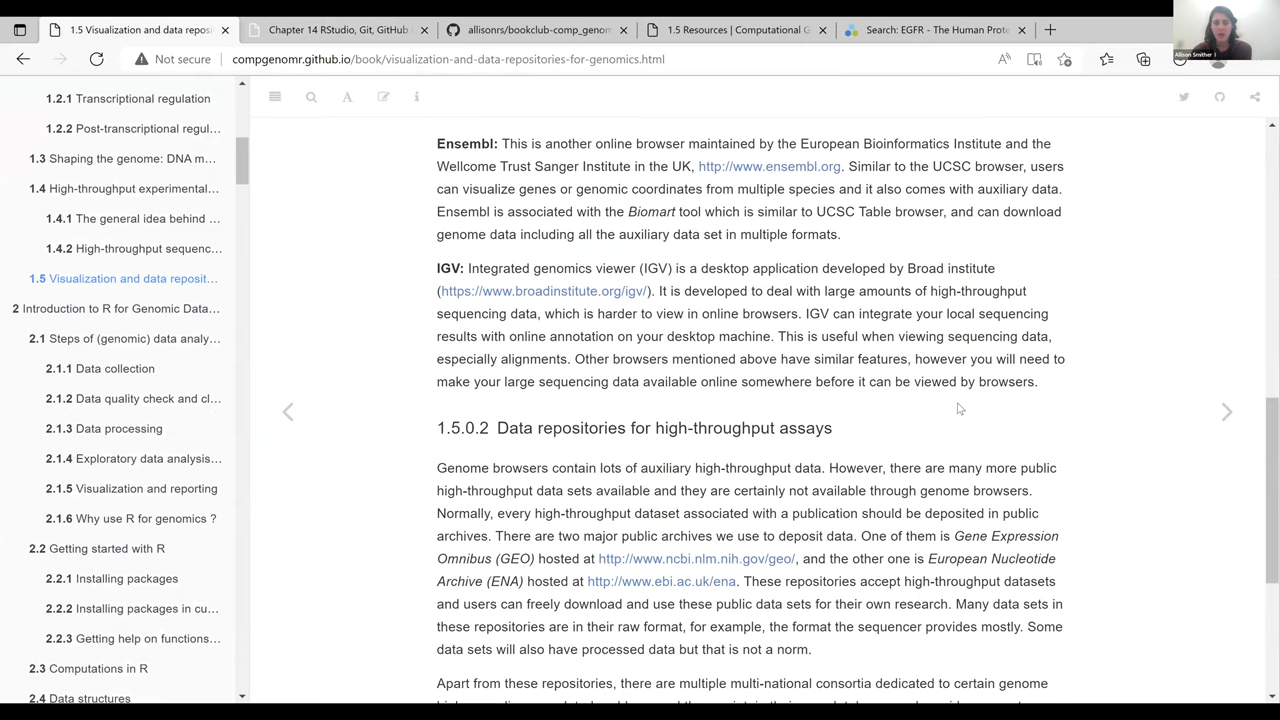 1.5 Visualization and data reposi
Chapter 14 RStudio, Git, GitHub
allisonrs/bookclub-comp_genom
1.5 Resources | Computational G
Search: EGFR - The Human Prote
Allison Smither
Not secure
compgenomr.github.io/book/visualization-and-data-repositories-for-genomics.html
1.2.1 Transcriptional regulation
1.2.2 Post-transcriptional regul...
1.3 Shaping the genome: DNA m...
1.4 High-throughput experimental...
1.4.1 The general idea behind ...
1.4.2 High-throughput sequenc...
1.5 Visualization and data reposit...
2 Introduction to R for Genomic Data...
2.1 Steps of (genomic) data analy...
2.1.1 Data collection
2.1.2 Data quality check and cl...
2.1.3 Data processing
2.1.4 Exploratory data analysis...
2.1.5 Visualization and reporting
2.1.6 Why use R for genomics ?
2.2 Getting started with R
2.2.1 Installing packages
2.2.2 Installing packages in cu...
2.2.3 Getting help on functions...
2.3 Computations in R
2.4 Data structures
Ensembl: This is another online browser maintained by the European Bioinformatics Institute and the
Wellcome Trust Sanger Institute in the UK, http://www.ensembl.org. Similar to the UCSC browser, users
can visualize genes or genomic coordinates from multiple species and it also comes with auxiliary data.
Ensembl is associated with the Biomart tool which is similar to UCSC Table browser, and can download
genome data including all the auxiliary data set in multiple formats.
IGV: Integrated genomics viewer (IGV) is a desktop application developed by Broad institute
(https://www.broadinstitute.org/igv/). It is developed to deal with large amounts of high-throughput
sequencing data, which is harder to view in online browsers. IGV can integrate your local sequencing
results with online annotation on your desktop machine. This is useful when viewing sequencing data,
especially alignments. Other browsers mentioned above have similar features, however you will need to
make your large sequencing data available online somewhere before it can be viewed by browsers.
1.5.0.2 Data repositories for high-throughput assays
Genome browsers contain lots of auxiliary high-throughput data. However, there are many more public
high-throughput data sets available and they are certainly not available through genome browsers.
Normally, every high-throughput dataset associated with a publication should be deposited in public
archives. There are two major public archives we use to deposit data. One of them is Gene Expression
Omnibus (GEO) hosted at http://www.ncbi.nlm.nih.gov/geo/, and the other one is European Nucleotide
Archive (ENA) hosted at http://www.ebi.ac.uk/ena. These repositories accept high-throughput datasets
and users can freely download and use these public data sets for their own research. Many data sets in
these repositories are in their raw format, for example, the format the sequencer provides mostly. Some
data sets will also have processed data but that is not a norm.
Apart from these repositories, there are multiple multi-national consortia dedicated to certain genome